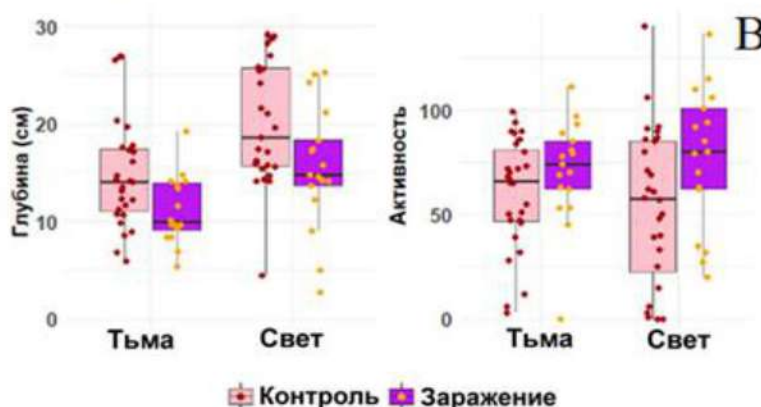 30
20
10
0
Глубина (см)
Тьма
Свет
B
100
50
0
Активность
Тьма
Свет
Контроль
Заражение